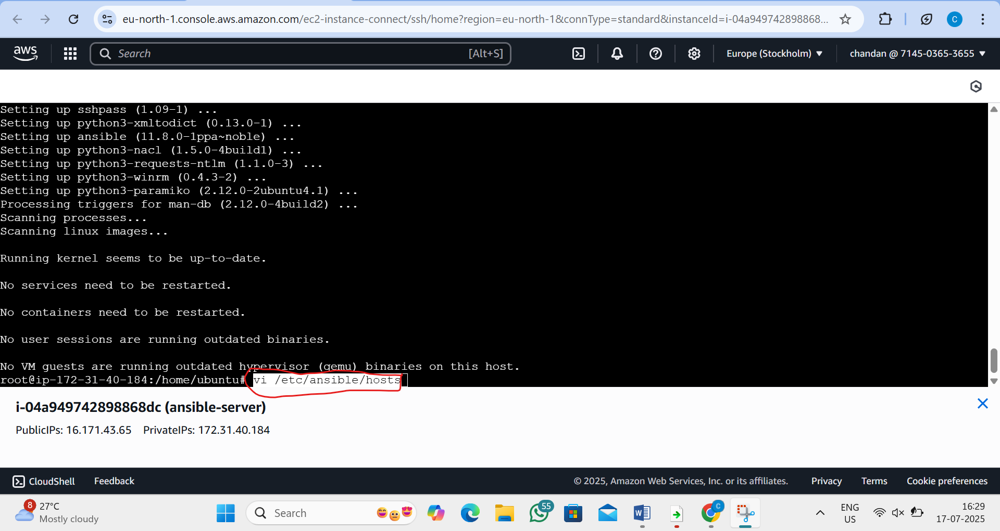 eu-north-1.console.aws.amazon.com/ec2-instance-connect/ssh/home?region=eu-north-1&connType=standard&instanceId=i-04a949742898868...
C
aws
Search
[Alt+S]
Europe (Stockholm)
chandan @ 7145-0365-3655
Setting up sshpass (1.09-1) ...
Setting up python3-xmltodict (0.13.0-1) ...
Setting up ansible (11.8.0-1ppa~noble) ...
Setting up python3-nacl (1.5.0-4build1) ...
Setting up python3-requests-ntlm (1.1.0-3) ...
Setting up python3-winrm (0.4.3-2) ...
Setting up python3-paramiko (2.12.0-2ubuntu4.1) ...
Processing triggers for man-db (2.12.0-4build2) ...
Scanning processes...
Scanning linux images...
Running kernel seems to be up-to-date.
No services need to be restarted.
No containers need to be restarted.
No user sessions are running outdated binaries.
No VM guests are running outdated hypervisor (qemu) binaries on this host.
root@ip-172-31-40-184:/home/ubuntu# vi /etc/ansible/hosts
i-04a949742898868dc (ansible-server)
PublicIPs: 16.171.43.65 PrivateIPs: 172.31.40.184
CloudShell
Feedback
© 2025, Amazon Web Services, Inc. or its affiliates.
Privacy
Terms
Cookie preferences
8
27°C
Mostly cloudy
Search
55
W
C
ENG
US
16:29
17-07-2025